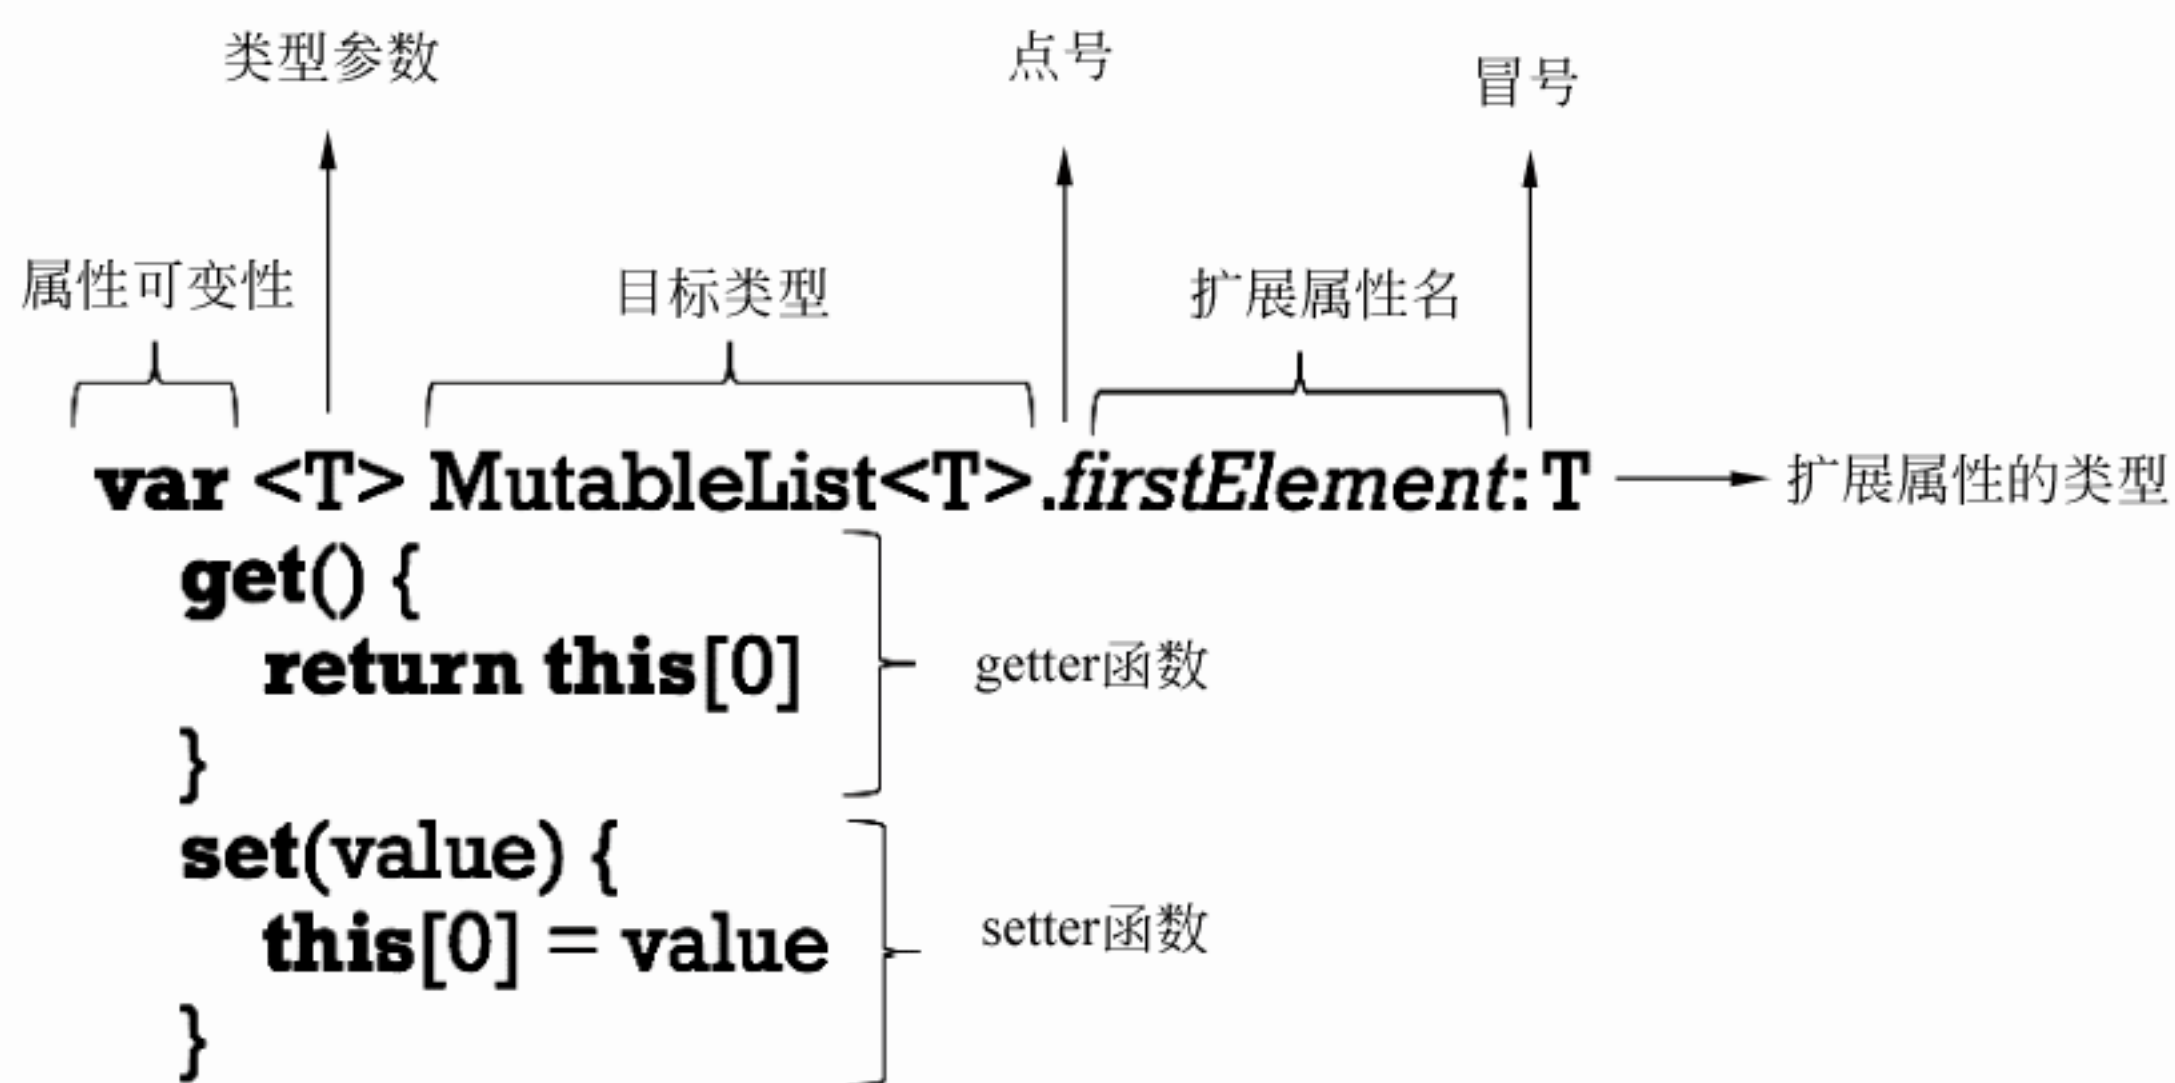 类型参数
点号
冒号
属性可变性
目标类型
扩展属性名
var <T> MutableList<T>.firstElement: T
扩展属性的类型
get() {
return this[0]
}
getter函数
set(value) {
this[0] = value
}
setter函数